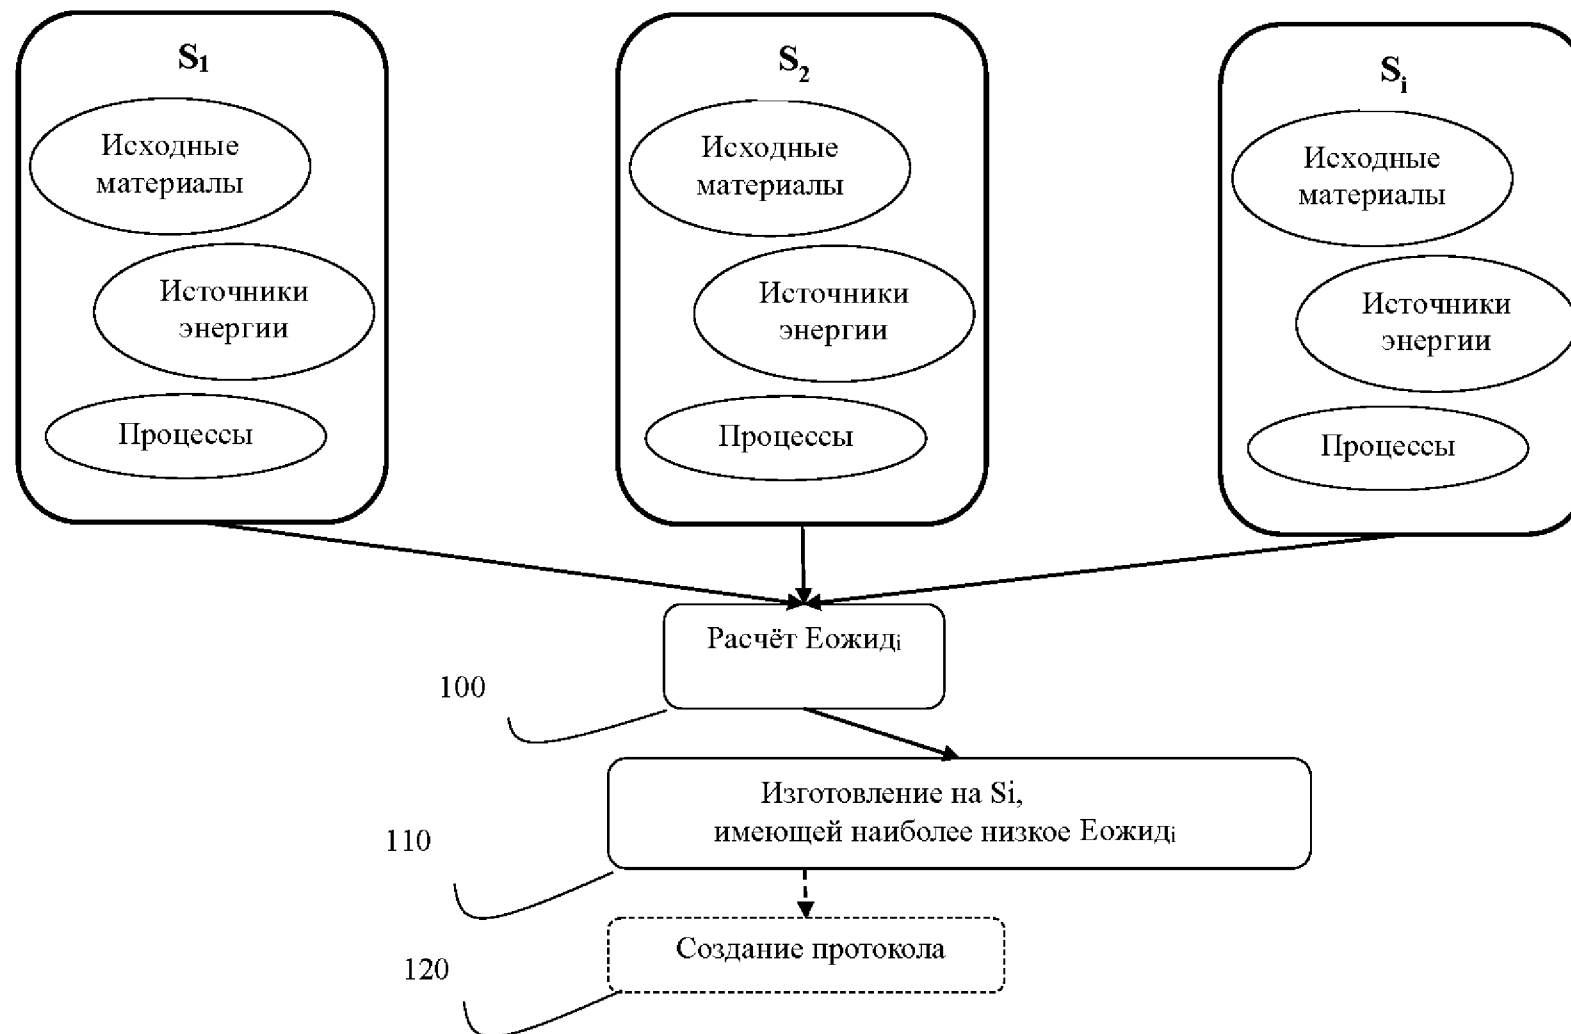 S₁
Исходные
материалы
Источники
энергии
Процессы
S₂
Исходные
материалы
Источники
энергии
Процессы
Sᵢ
Исходные
материалы
Источники
энергии
Процессы
Расчёт Еожидᵢ
100
Изготовление на Si,
имеющей наиболее низкое Еожидᵢ
110
Создание протокола
120